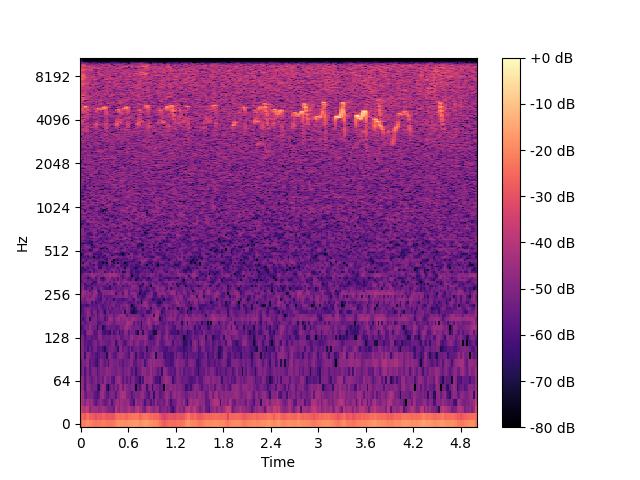 Hz
8192
4096
2048
1024
512
256
128
64
0
0 0.6 1.2 1.8 2.4 3 3.6 4.2 4.8
Time
+0 dB
-10 dB
-20 dB
-30 dB
-40 dB
-50 dB
-60 dB
-70 dB
-80 dB